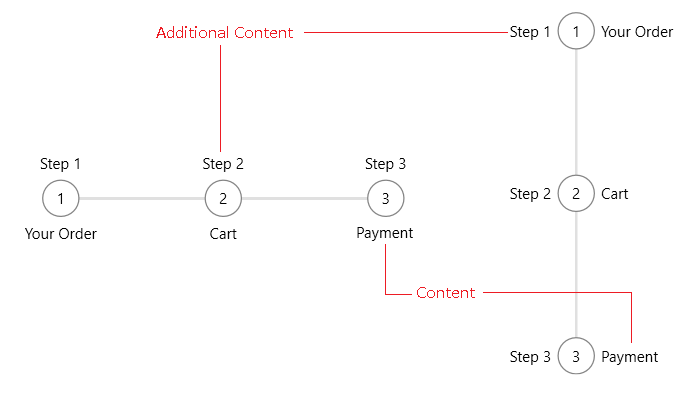 Additional Content
Step 1 1 Your Order
Step 1 Step 2 Step 3
1 2 3
Your Order Cart Payment
Step 2 2 Cart
Content
Step 3 3 Payment